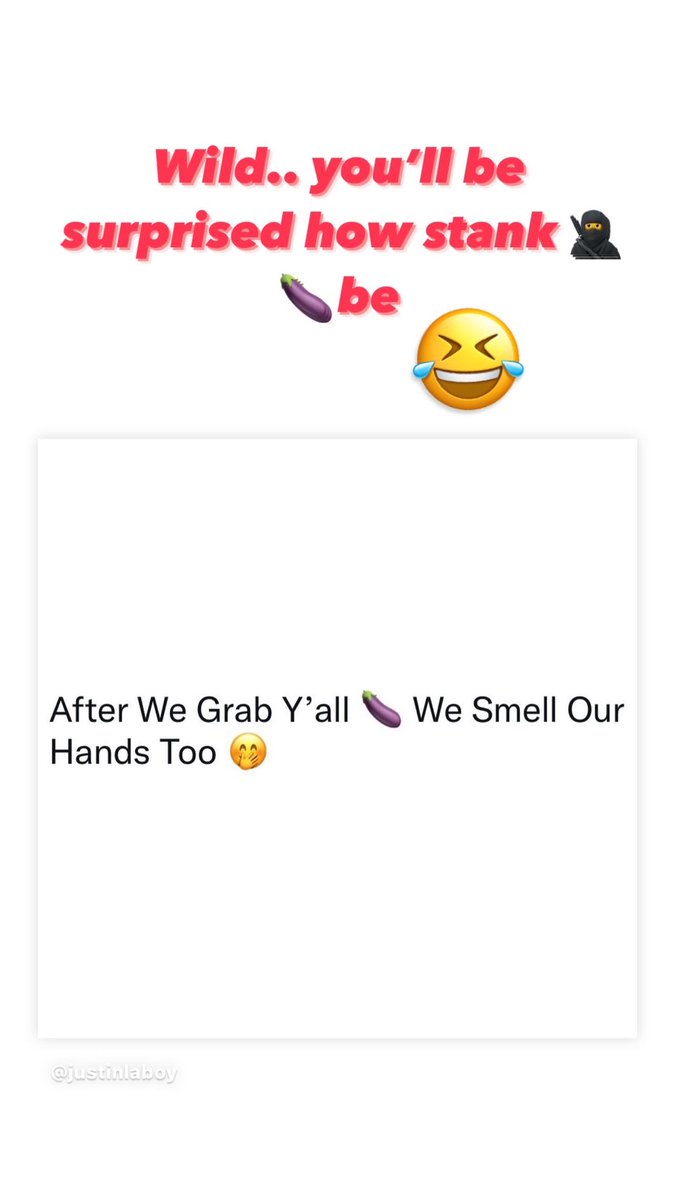 Wild.. you’ll be
surprised how stank 🥷
🍆be
😆
After We Grab Y’all 🍆 We Smell Our
Hands Too 🤭
@justinlaboy